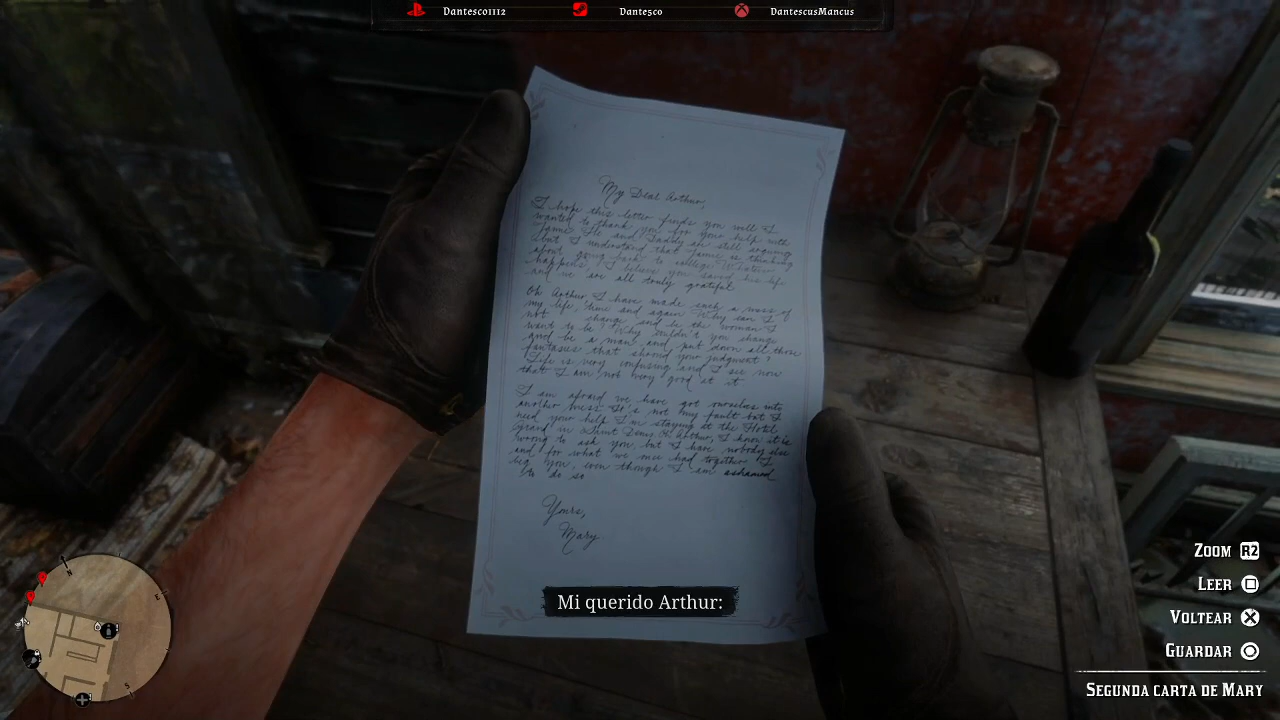 Dantesco1112 Dante5co DantescusMancus
My Dear Arthur,
I hope this letter finds you well. I
wanted to thank you for your help with
Jamie. He and Daddy are still arguing
but I understand that Jamie is thinking
about going back to college. Whatever
happens, I believe you saved his life
and we are all truly grateful.
Oh Arthur I have made such a mess of
my life, time and again. Why can I
not change and be the woman I
want to be? Why couldn't you change
and be a man and put down all those
fantasies that shroud your judgment?
Life is very confusing and I see now
that I am not very good at it.
I am afraid we have got ourselves into
another mess. It's not my fault but I
need your help. I'm staying at the Hotel
Grand in Saint Denis. Oh Arthur, I know it is
wrong to ask you, but I have nobody else
and for what we once had together I
beg you, even though I am ashamed
to do so
Yours,
Mary
Mi querido Arthur:
ZOOM R2
LEER
VOLTEAR
GUARDAR
SEGUNDA CARTA DE MARY
N
E
S